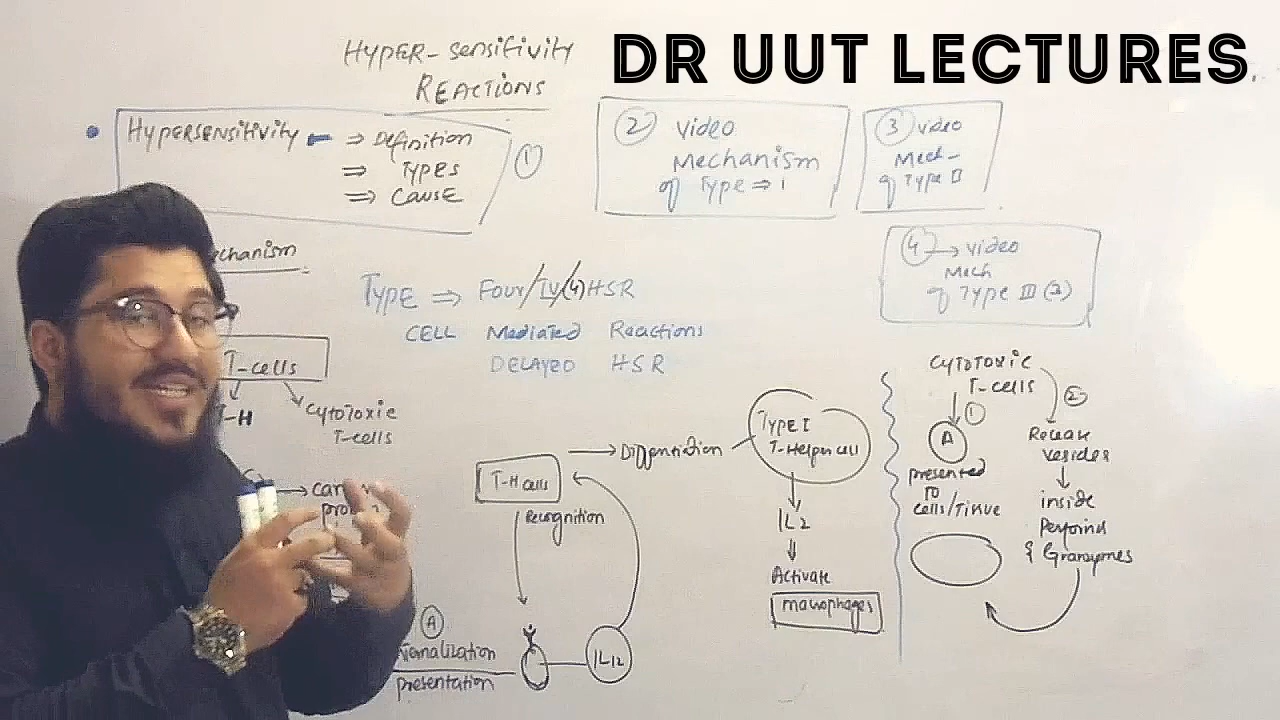 DR UUT LECTURES
HYPER-sensitivity
REACTIONS
HYPERSENSITIVITY ⇒ Definition
⇒ TYPES
⇒ CAUSE
①
② Video
Mechanism
of Type ⇒ I
③ video
Mech-
of Type II
④ → video
Mech
of Type III (3)
chanism
TYPE ⇒ FOUR/IV/(4) HSR
CELL Mediated Reactions
DELAYED HSR
T-cells
T-H
CYTOTOXIC
T-cells
T-H cells
Recognition
→ Differntiation
TYPE I
T-Helper cell
IL2
Activate
macrophages
IL12
A
presentation
CYTOTOXIC
T-cells
①
②
A
presented
TO
cells/Tissue
Release
vesicles
inside
Perforins
& Granzymes